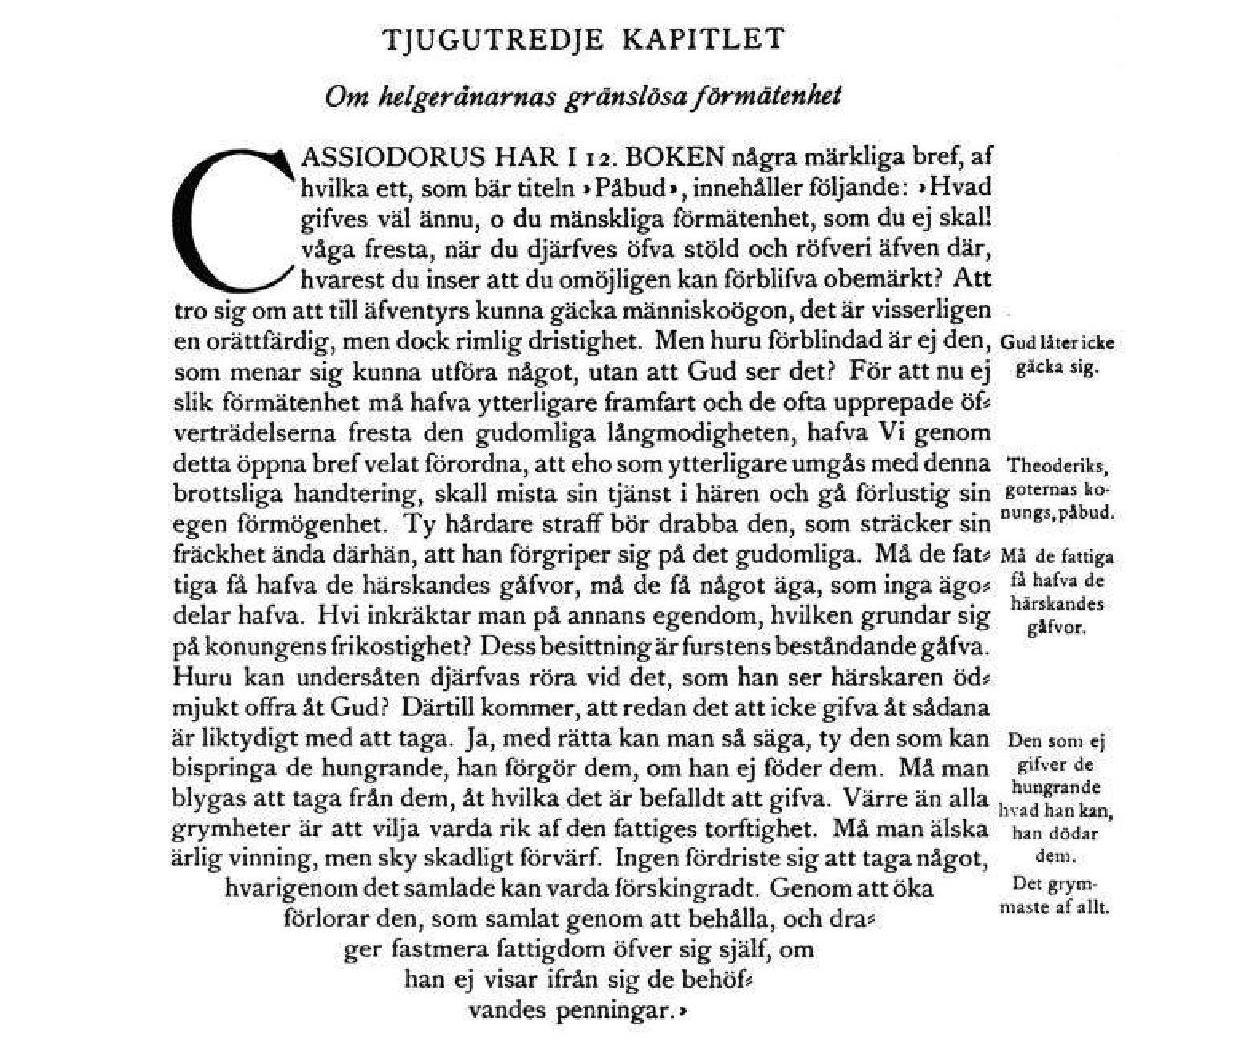 TJUGUTREDJE KAPITLET
Om helgerånarnas gränslösa förmätenhet
CASSIODORUS HAR I 12. BOKEN några märkliga bref, af
hvilka ett, som bär titeln ›Påbud›, innehåller följande: ›Hvad
gifves väl ännu, o du mänskliga förmätenhet, som du ej skall
våga fresta, när du djärfves öfva stöld och röfveri äfven där,
hvarest du inser att du omöjligen kan förblifva obemärkt? Att
tro sig om att till äfventyrs kunna gäcka människoögon, det är visserligen
en orättfärdig, men dock rimlig dristighet. Men huru förblindad är ej den,
som menar sig kunna utföra något, utan att Gud ser det? För att nu ej
slik förmätenhet må hafva ytterligare framfart och de ofta upprepade öf⸗
verträdelserna fresta den gudomliga långmodigheten, hafva Vi genom
detta öppna bref velat förordna, att eho som ytterligare umgås med denna
brottsliga handtering, skall mista sin tjänst i hären och gå förlustig sin
egen förmögenhet. Ty hårdare straff bör drabba den, som sträcker sin
fräckhet ända därhän, att han förgriper sig på det gudomliga. Må de fat⸗
tiga få hafva de härskandes gåfvor, må de få något äga, som inga ägo⸗
delar hafva. Hvi inkräktar man på annans egendom, hvilken grundar sig
på konungens frikostighet? Dess besittning är furstens beståndande gåfva.
Huru kan undersåten djärfvas röra vid det, som han ser härskaren öd⸗
mjukt offra åt Gud? Därtill kommer, att redan det att icke gifva åt sådana
är liktydigt med att taga. Ja, med rätta kan man så säga, ty den som kan
bispringa de hungrande, han förgör dem, om han ej föder dem. Må man
blygas att taga från dem, åt hvilka det är befalldt att gifva. Värre än alla
grymheter är att vilja varda rik af den fattiges torftighet. Må man älska
ärlig vinning, men sky skadligt förvärf. Ingen fördriste sig att taga något,
hvarigenom det samlade kan varda förskingradt. Genom att öka
förlorar den, som samlat genom att behålla, och dra⸗
ger fastmera fattigdom öfver sig själf, om
han ej visar ifrån sig de behöf⸗
vandes penningar.›
Gud låter icke
gäcka sig.
Theoderiks,
goternas ko-
nungs, påbud.
Må de fattiga
få hafva de
härskandes
gåfvor.
Den som ej
gifver de
hungrande
hvad han kan,
han dödar
dem.
Det grym-
maste af allt.